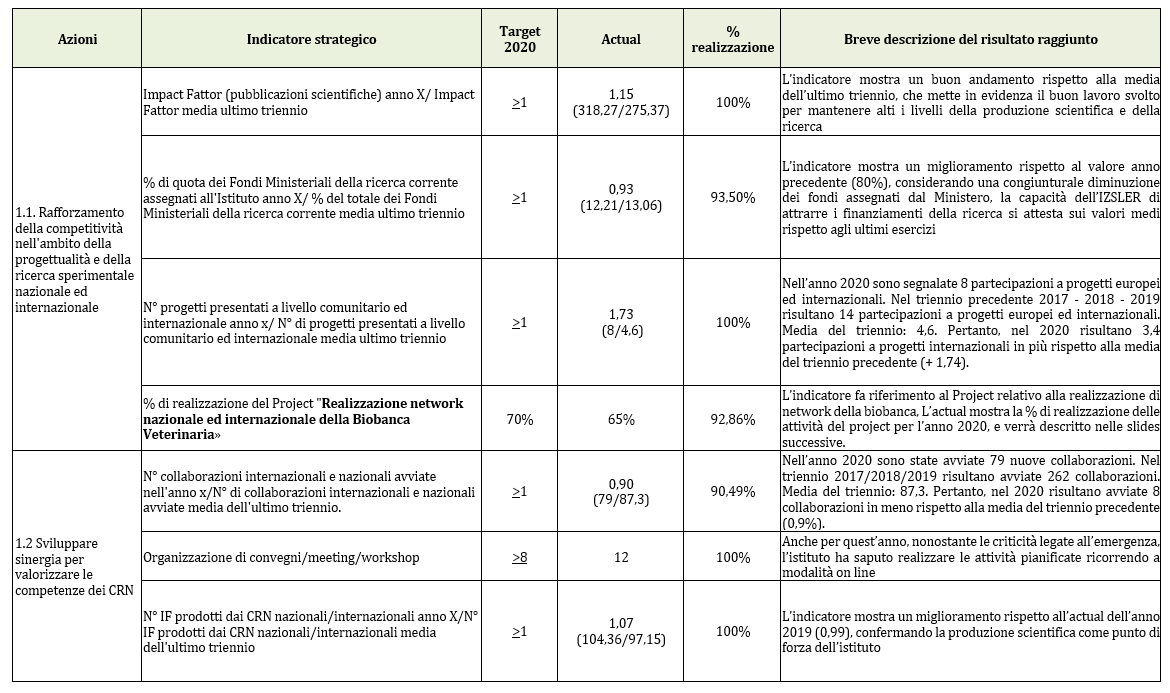 Azioni
Indicatore strategico
Target
2020
Actual
%
realizzazione
Breve descrizione del risultato raggiunto
1.1. Rafforzamento
della competitività
nell'ambito della
progettualità e della
ricerca sperimentale
nazionale ed
internazionale
Impact Fattor (pubblicazioni scientifiche) anno X/ Impact
Fattor media ultimo triennio
≥1
1,15
(318,27/275,37)
100%
L'indicatore mostra un buon andamento rispetto alla media
dell'ultimo triennio, che mette in evidenza il buon lavoro svolto
per mantenere alti i livelli della produzione scientifica e della
ricerca
% di quota dei Fondi Ministeriali della ricerca corrente
assegnati all'Istituto anno X/ % del totale dei Fondi
Ministeriali della ricerca corrente media ultimo triennio
≥1
0,93
(12,21/13,06)
93,50%
L'indicatore mostra un miglioramento rispetto al valore anno
precedente (80%), considerando una congiunturale diminuzione
dei fondi assegnati dal Ministero, la capacità dell'IZSLER di
attrarre i finanziamenti della ricerca si attesta sui valori medi
rispetto agli ultimi esercizi
N° progetti presentati a livello comunitario ed
internazionale anno x/ N° di progetti presentati a livello
comunitario ed internazionale media ultimo triennio
≥1
1,73
(8/4,6)
100%
Nell'anno 2020 sono segnalate 8 partecipazioni a progetti europei
ed internazionali. Nel triennio precedente 2017 - 2018 - 2019
risultano 14 partecipazioni a progetti europei ed internazionali.
Media del triennio: 4,6. Pertanto, nel 2020 risultano 3,4
partecipazioni a progetti internazionali in più rispetto alla media
del triennio precedente (+ 1,74).
% di realizzazione del Project "Realizzazione network
nazionale ed internazionale della Biobanca
Veterinaria»
70%
65%
92,86%
L'indicatore fa riferimento al Project relativo alla realizzazione di
network della biobanca, L'actual mostra la % di realizzazione delle
attività del project per l'anno 2020, e verrà descritto nelle slides
successive.
1.2 Sviluppare
sinergia per
valorizzare le
competenze dei CRN
N° collaborazioni internazionali e nazionali avviate
nell'anno x/N° di collaborazioni internazionali e nazionali
avviate media dell'ultimo triennio.
≥1
0,90
(79/87,3)
90,49%
Nell'anno 2020 sono state avviate 79 nuove collaborazioni. Nel
triennio 2017/2018/2019 risultano avviate 262 collaborazioni.
Media del triennio: 87,3. Pertanto, nel 2020 risultano avviate 8
collaborazioni in meno rispetto alla media del triennio precedente
(0,9%).
Organizzazione di convegni/meeting/workshop
≥8
12
100%
Anche per quest'anno, nonostante le criticità legate all'emergenza,
l'istituto ha saputo realizzare le attività pianificate ricorrendo a
modalità on line
N° IF prodotti dai CRN nazionali/internazionali anno X/N°
IF prodotti dai CRN nazionali/internazionali media
dell'ultimo triennio
≥1
1,07
(104,36/97,15)
100%
L'indicatore mostra un miglioramento rispetto all'actual dell'anno
2019 (0,99), confermando la produzione scientifica come punto di
forza dell'istituto